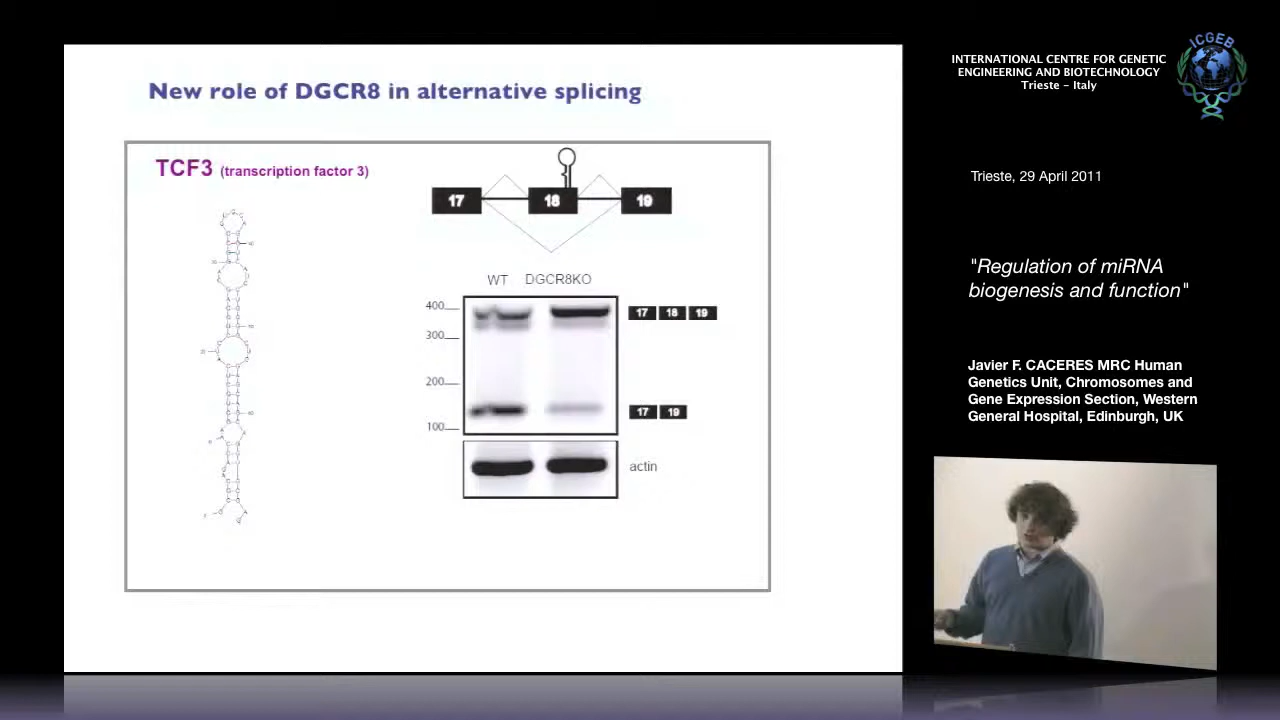 New role of DGCR8 in alternative splicing
TCF3 (transcription factor 3)
17
18
19
WT DGCR8KO
400
300
200
100
17 18 19
17 19
actin
ICGEB
INTERNATIONAL CENTRE FOR GENETIC
ENGINEERING AND BIOTECHNOLOGY
Trieste - Italy
Trieste, 29 April 2011
"Regulation of miRNA
biogenesis and function"
Javier F. CACERES MRC Human
Genetics Unit, Chromosomes and
Gene Expression Section, Western
General Hospital, Edinburgh, UK